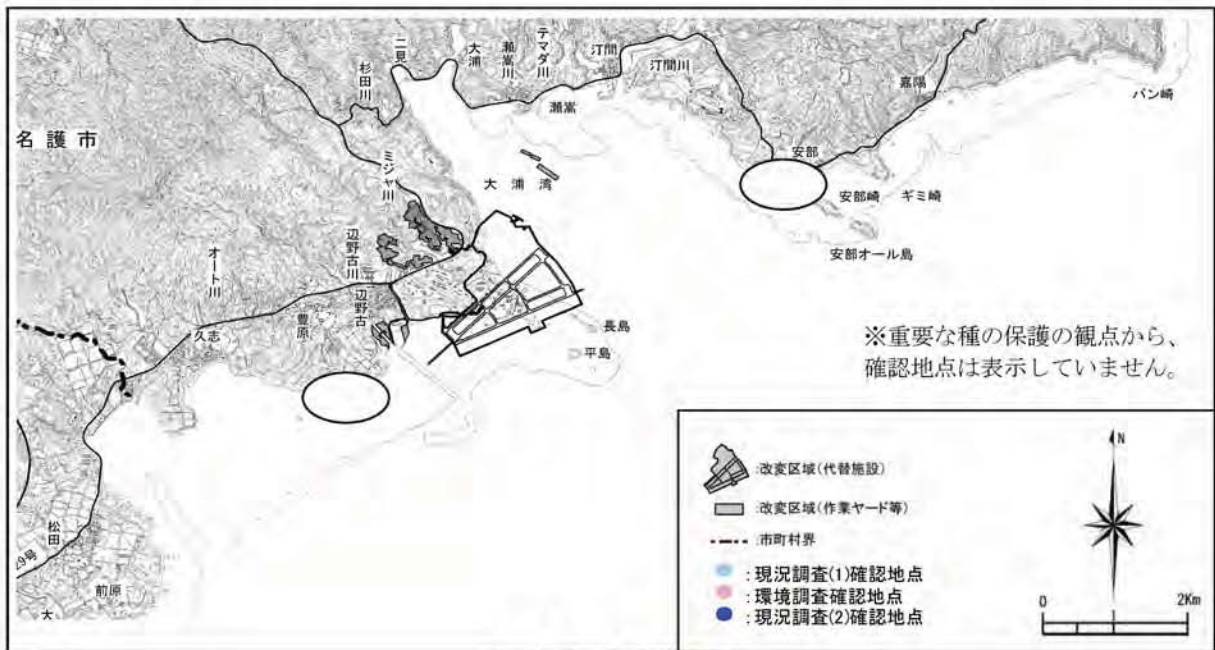 名護市
杉田川
二見
大浦
瀬嵩川
テマダ川
汀間
汀間川
瀬嵩
嘉陽
バン崎
ミジャ川
大浦湾
安部
安部崎
ギミ崎
安部オール島
オート川
辺野古川
辺野古
久志
豊原
長島
平島
松田
29号
前原
大
※重要な種の保護の観点から、
確認地点は表示していません。
:改変区域(代替施設)
:改変区域(作業ヤード等)
:市町村界
:現況調査(1)確認地点
:環境調査確認地点
:現況調査(2)確認地点
N
0 2Km